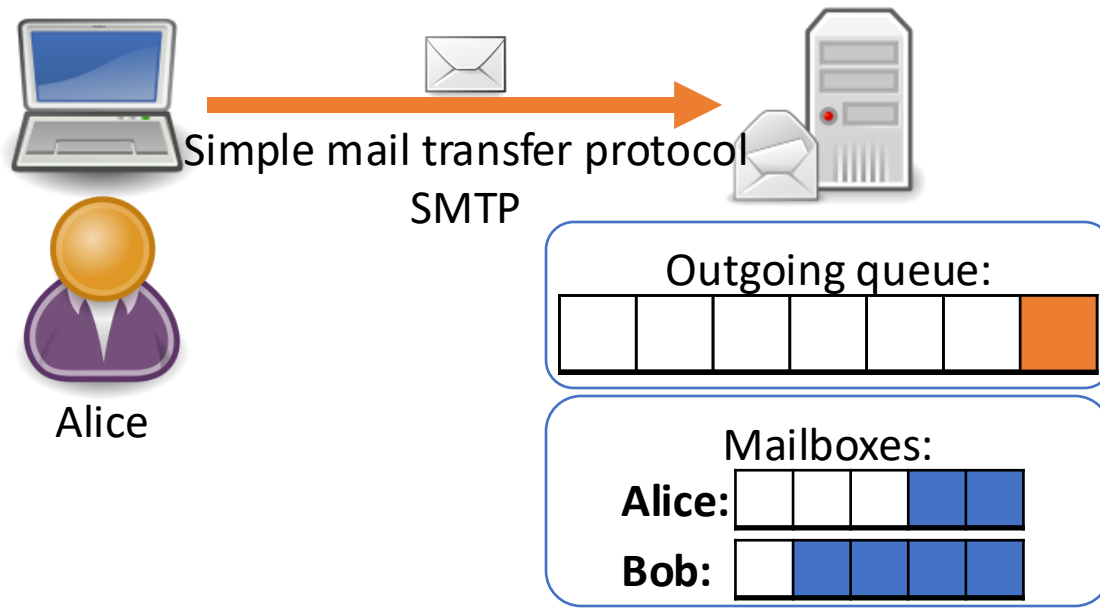 Simple mail transfer protocol
SMTP
Alice
Outgoing queue:
Mailboxes:
Alice:
Bob: